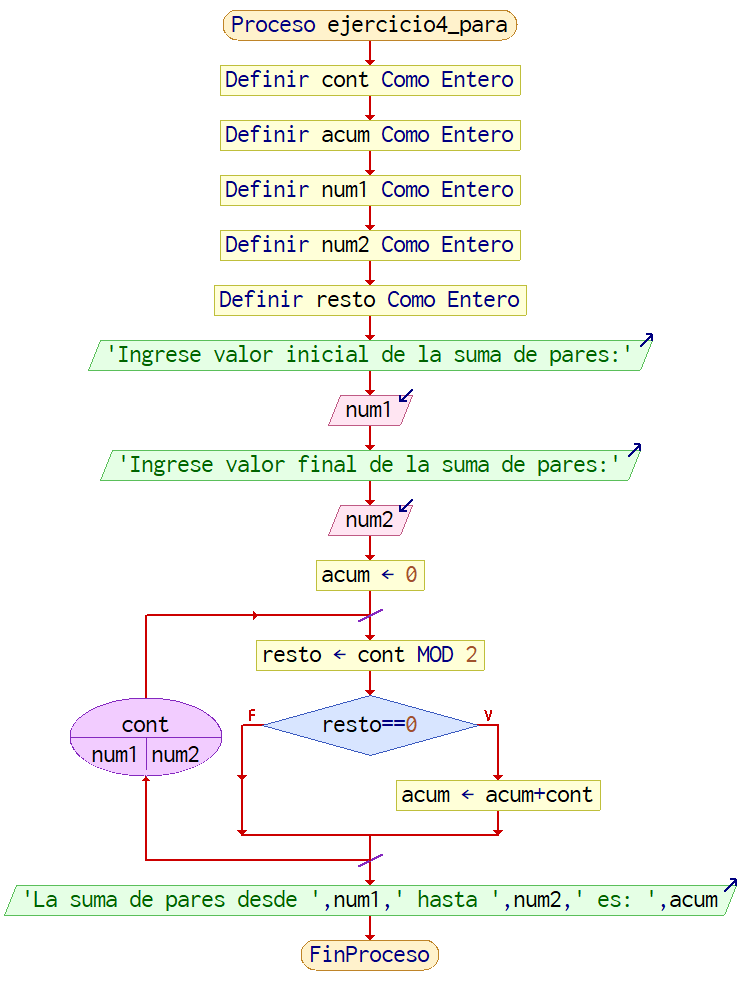 Proceso ejercicio4_para
Definir cont Como Entero
Definir acum Como Entero
Definir num1 Como Entero
Definir num2 Como Entero
Definir resto Como Entero
'Ingrese valor inicial de la suma de pares:'
num1
'Ingrese valor final de la suma de pares:'
num2
acum ← 0
resto ← cont MOD 2
cont
num1 num2
F
resto==0
V
acum ← acum+cont
'La suma de pares desde ',num1,' hasta ',num2,' es: ',acum
FinProceso